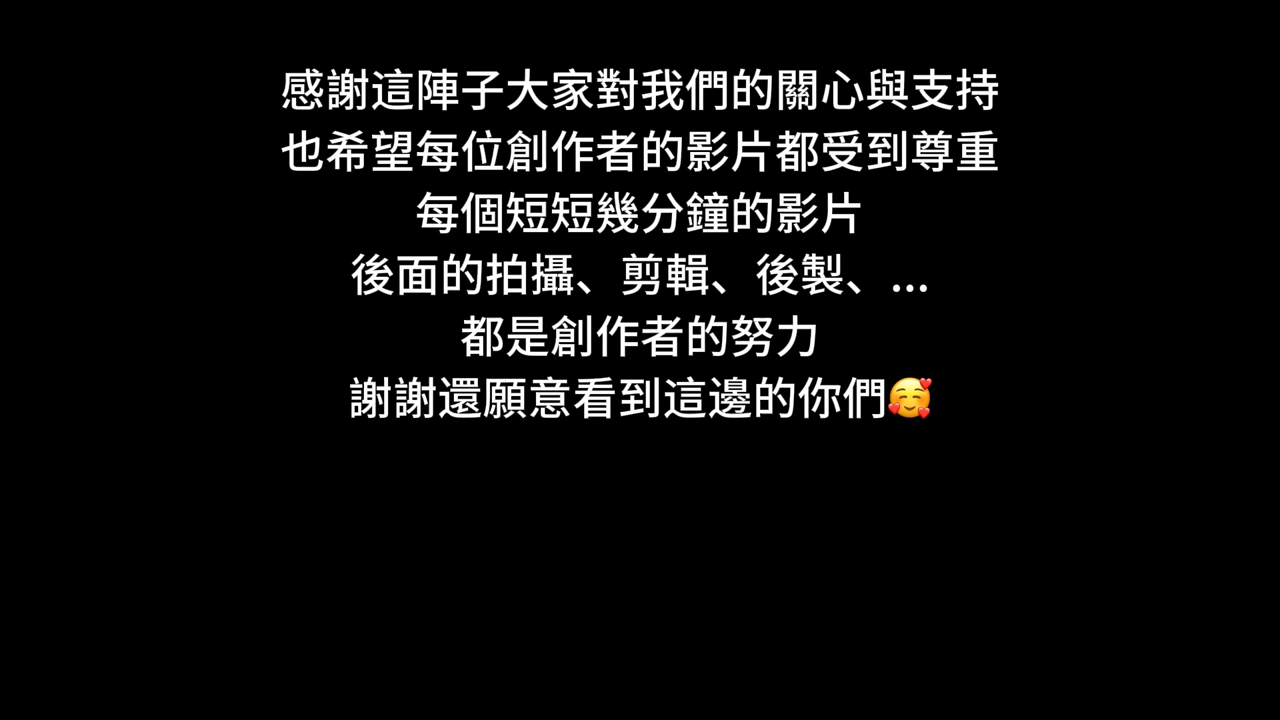 感謝這陣子大家對我們的關心與支持
也希望每位創作者的影片都受到尊重
每個短短幾分鐘的影片
後面的拍攝、剪輯、後製、...
都是創作者的努力
謝謝還願意看到這邊的你們🥰